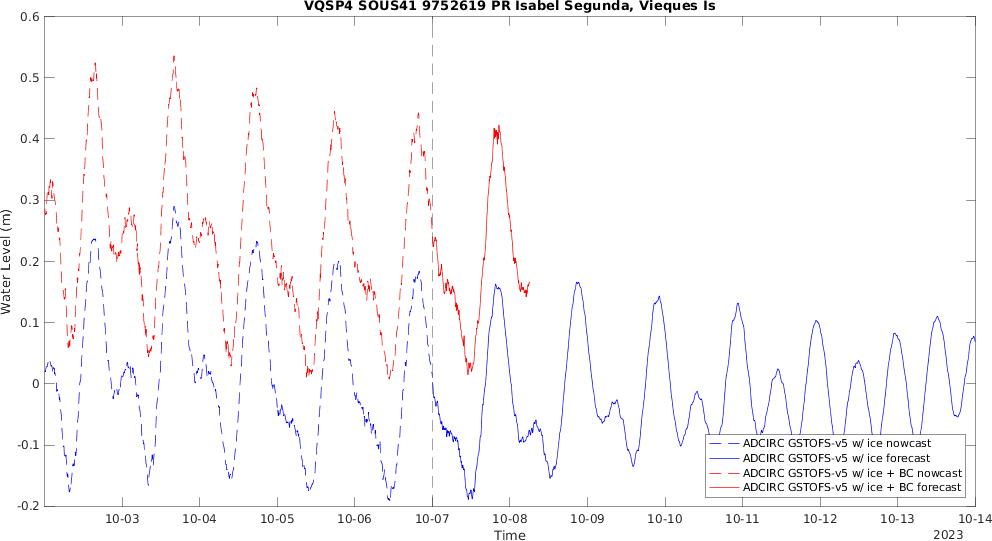 VQSP4 SOUS41 9752619 PR Isabel Segunda, Vieques Is
0.6
0.5
0.4
0.3
0.2
0.1
0
-0.1
-0.2
Water Level (m)
ADCIRC GSTOFS-v5 w/ ice nowcast
ADCIRC GSTOFS-v5 w/ ice forecast
ADCIRC GSTOFS-v5 w/ ice + BC nowcast
ADCIRC GSTOFS-v5 w/ ice + BC forecast
10-03 10-04 10-05 10-06 10-07 10-08 10-09 10-10 10-11 10-12 10-13 10-14
Time
2023